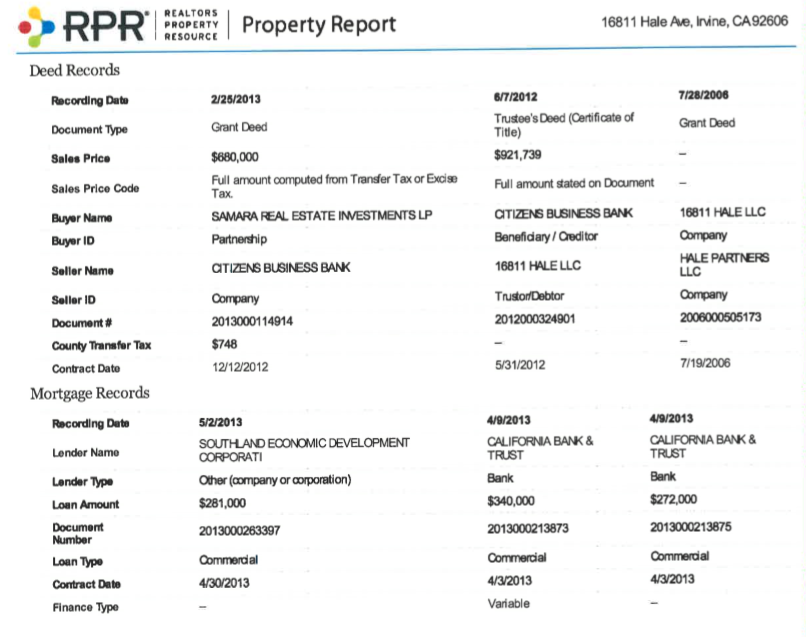 RPR® REALTORS PROPERTY RESOURCE Property Report 16811 Hale Ave, Irvine, CA 92606
Deed Records
Recording Date 2/25/2013 6/7/2012 7/28/2006
Document Type Grant Deed Trustee's Deed (Certificate of Title) Grant Deed
Sales Price $680,000 $921,739 –
Sales Price Code Full amount computed from Transfer Tax or Excise Tax. Full amount stated on Document –
Buyer Name SAMARA REAL ESTATE INVESTMENTS LP CITIZENS BUSINESS BANK 16811 HALE LLC
Buyer ID Partnership Beneficiary / Creditor Company
Seller Name CITIZENS BUSINESS BANK 16811 HALE LLC HALE PARTNERS LLC
Seller ID Company Trustor/Debtor Company
Document # 2013000114914 2012000324901 2006000505173
County Transfer Tax $748 – –
Contract Date 12/12/2012 5/31/2012 7/19/2006
Mortgage Records
Recording Date 5/2/2013 4/9/2013 4/9/2013
Lender Name SOUTHLAND ECONOMIC DEVELOPMENT CORPORATI CALIFORNIA BANK & TRUST CALIFORNIA BANK & TRUST
Lender Type Other (company or corporation) Bank Bank
Loan Amount $281,000 $340,000 $272,000
Document Number 2013000263397 2013000213873 2013000213875
Loan Type Commercial Commercial Commercial
Contract Date 4/30/2013 4/3/2013 4/3/2013
Finance Type – Variable –